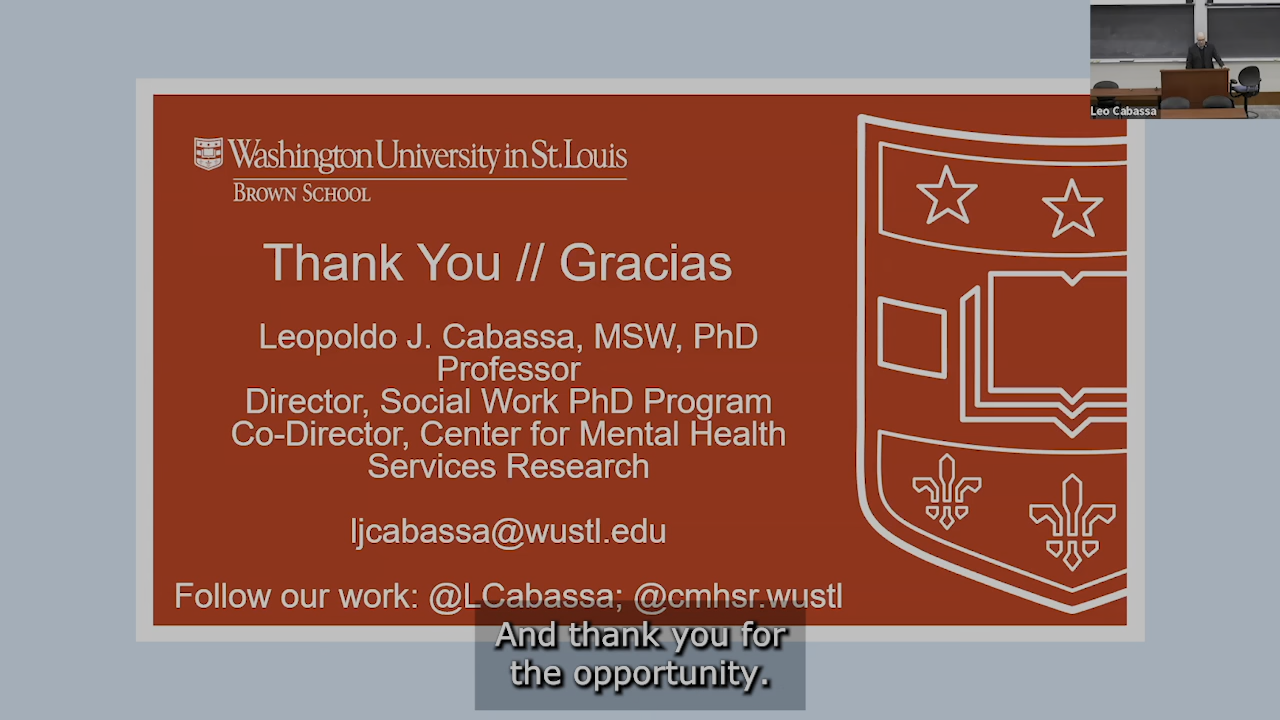 Leo Cabassa
Washington University in St. Louis
Brown School
Thank You // Gracias
Leopoldo J. Cabassa, MSW, PhD
Professor
Director, Social Work PhD Program
Co-Director, Center for Mental Health
Services Research
ljcabassa@wustl.edu
Follow our work: @LCabassa; @cmhsr.wustl
And thank you for
the opportunity.